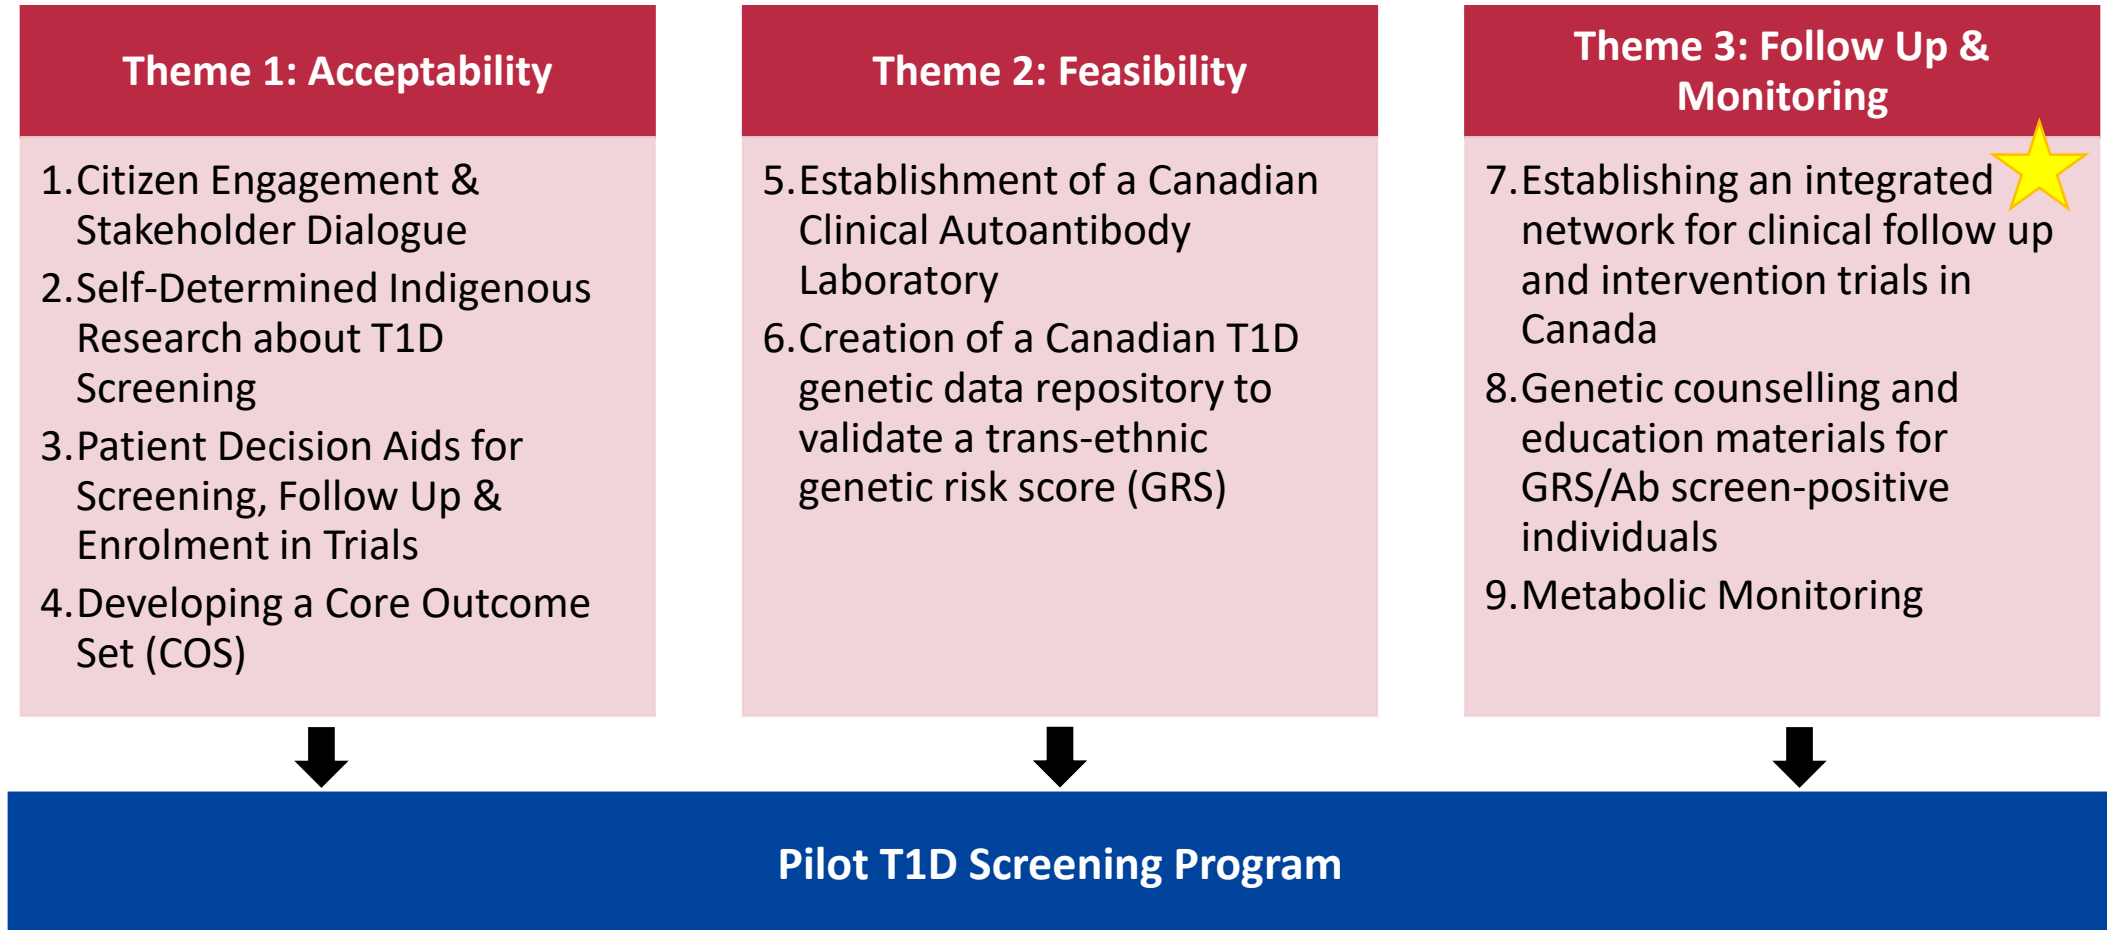 Theme 1: Acceptability
1.Citizen Engagement &
Stakeholder Dialogue
2.Self-Determined Indigenous
Research about T1D
Screening
3.Patient Decision Aids for
Screening, Follow Up &
Enrolment in Trials
4.Developing a Core Outcome
Set (COS)
Theme 2: Feasibility
5.Establishment of a Canadian
Clinical Autoantibody
Laboratory
6.Creation of a Canadian T1D
genetic data repository to
validate a trans-ethnic
genetic risk score (GRS)
Theme 3: Follow Up &
Monitoring
7.Establishing an integrated
network for clinical follow up
and intervention trials in
Canada
8.Genetic counselling and
education materials for
GRS/Ab screen-positive
individuals
9.Metabolic Monitoring
Pilot T1D Screening Program